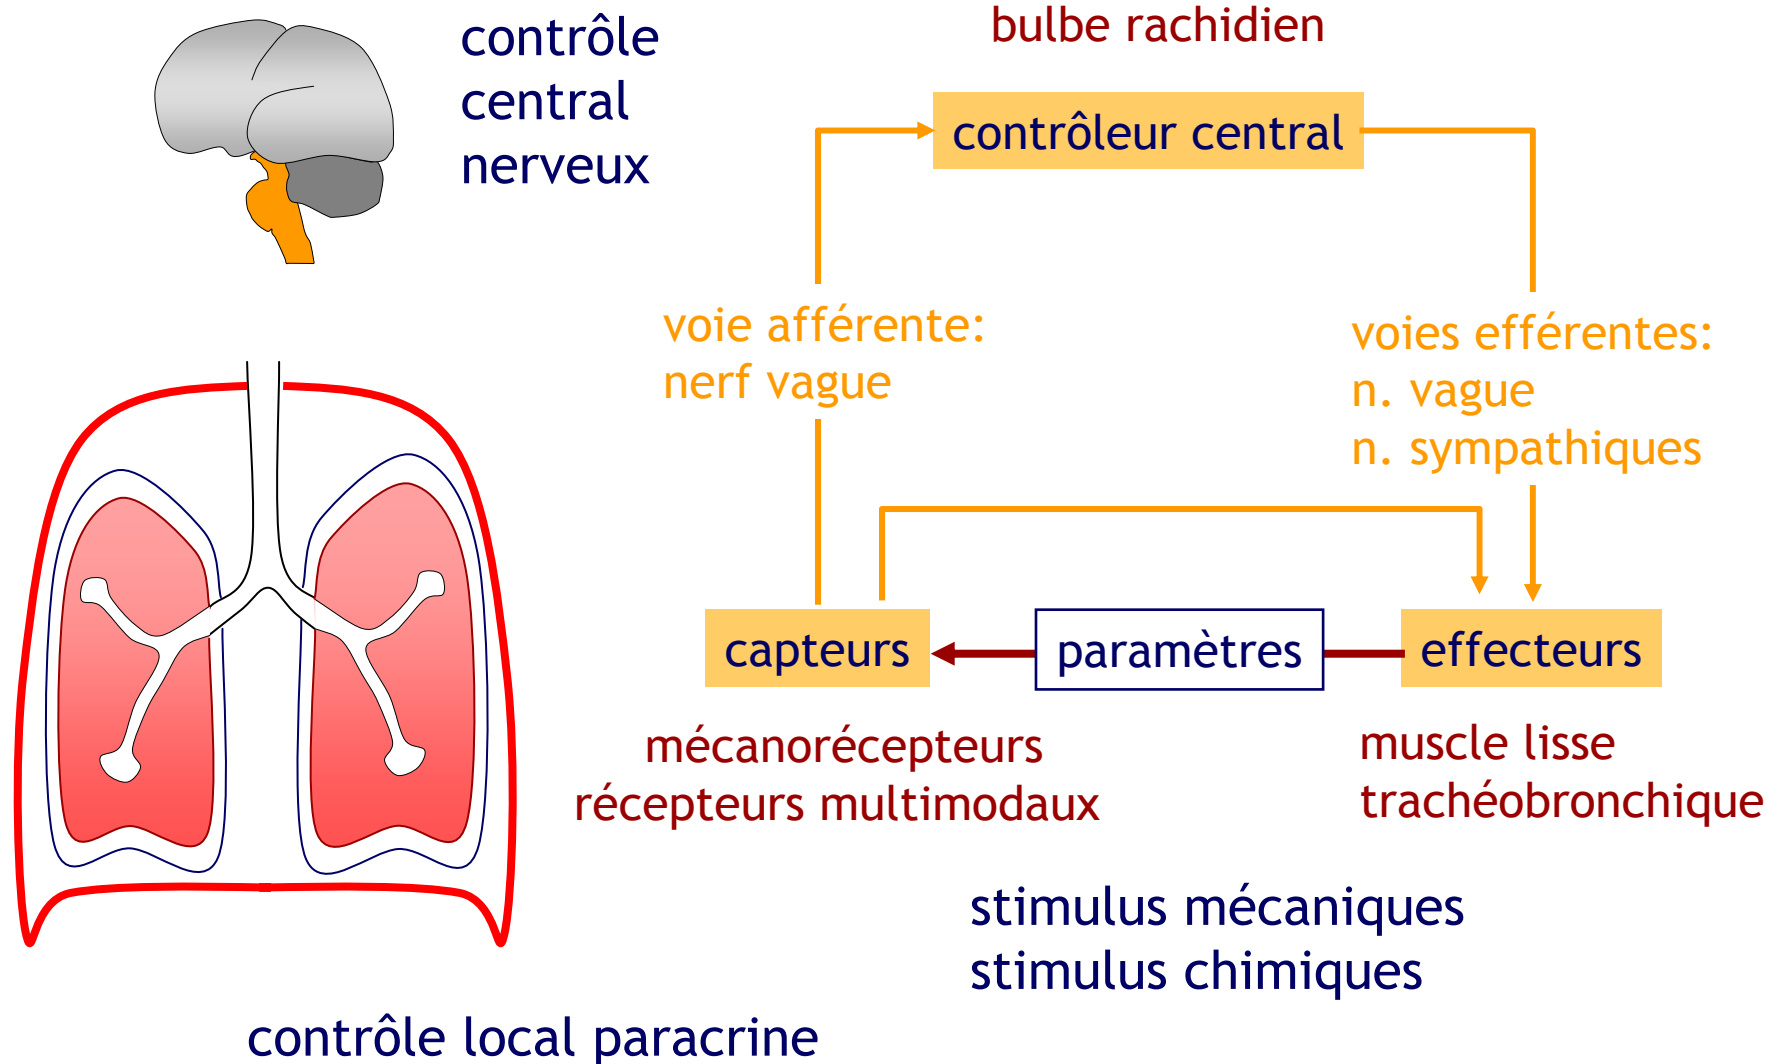 contrôle
central
nerveux
bulbe rachidien
contrôleur central
voie afférente:
nerf vague
voies efférentes:
n. vague
n. sympathiques
capteurs
paramètres
effecteurs
mécanorécepteurs
récepteurs multimodaux
muscle lisse
trachéobronchique
stimulus mécaniques
stimulus chimiques
contrôle local paracrine